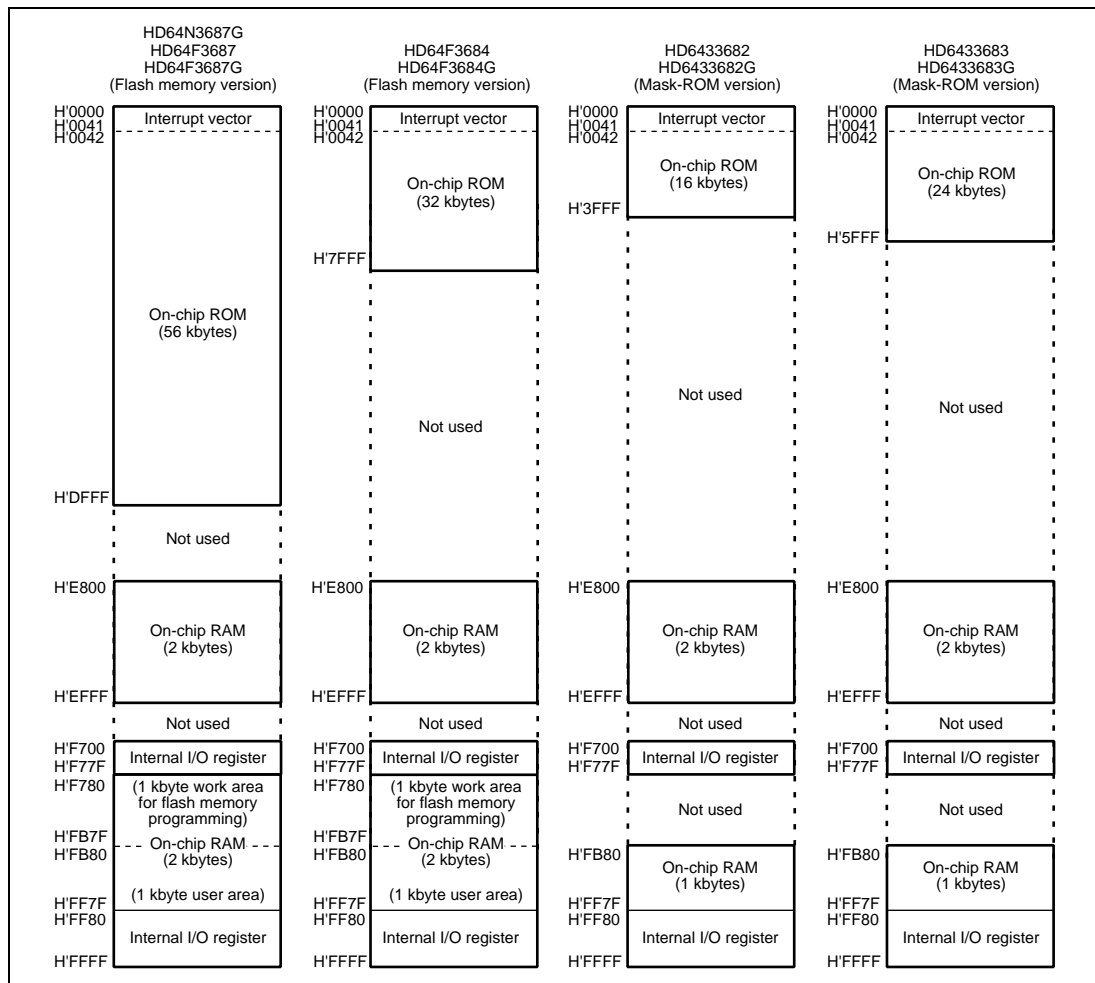 HD64N3687G
HD64F3687
HD64F3687G
(Flash memory version)
H'0000
H'0041
H'0042
Interrupt vector
On-chip ROM
(56 kbytes)
H'DFFF
Not used
H'E800
On-chip RAM
(2 kbytes)
H'EFFF
Not used
H'F700
H'F77F
Internal I/O register
H'F780
(1 kbyte work area
for flash memory
programming)
H'FB7F
H'FB80
On-chip RAM
(2 kbytes)
(1 kbyte user area)
H'FF7F
H'FF80
Internal I/O register
H'FFFF
HD64F3684
HD64F3684G
(Flash memory version)
H'0000
H'0041
H'0042
Interrupt vector
On-chip ROM
(32 kbytes)
H'7FFF
Not used
H'E800
On-chip RAM
(2 kbytes)
H'EFFF
Not used
H'F700
H'F77F
Internal I/O register
H'F780
(1 kbyte work area
for flash memory
programming)
H'FB7F
H'FB80
On-chip RAM
(2 kbytes)
(1 kbyte user area)
H'FF7F
H'FF80
Internal I/O register
H'FFFF
HD6433682
HD6433682G
(Mask-ROM version)
H'0000
H'0041
H'0042
Interrupt vector
On-chip ROM
(16 kbytes)
H'3FFF
Not used
H'E800
On-chip RAM
(2 kbytes)
H'EFFF
Not used
H'F700
H'F77F
Internal I/O register
Not used
H'FB80
On-chip RAM
(1 kbytes)
H'FF7F
H'FF80
Internal I/O register
H'FFFF
HD6433683
HD6433683G
(Mask-ROM version)
H'0000
H'0041
H'0042
Interrupt vector
On-chip ROM
(24 kbytes)
H'5FFF
Not used
H'E800
On-chip RAM
(2 kbytes)
H'EFFF
Not used
H'F700
H'F77F
Internal I/O register
Not used
H'FB80
On-chip RAM
(1 kbytes)
H'FF7F
H'FF80
Internal I/O register
H'FFFF